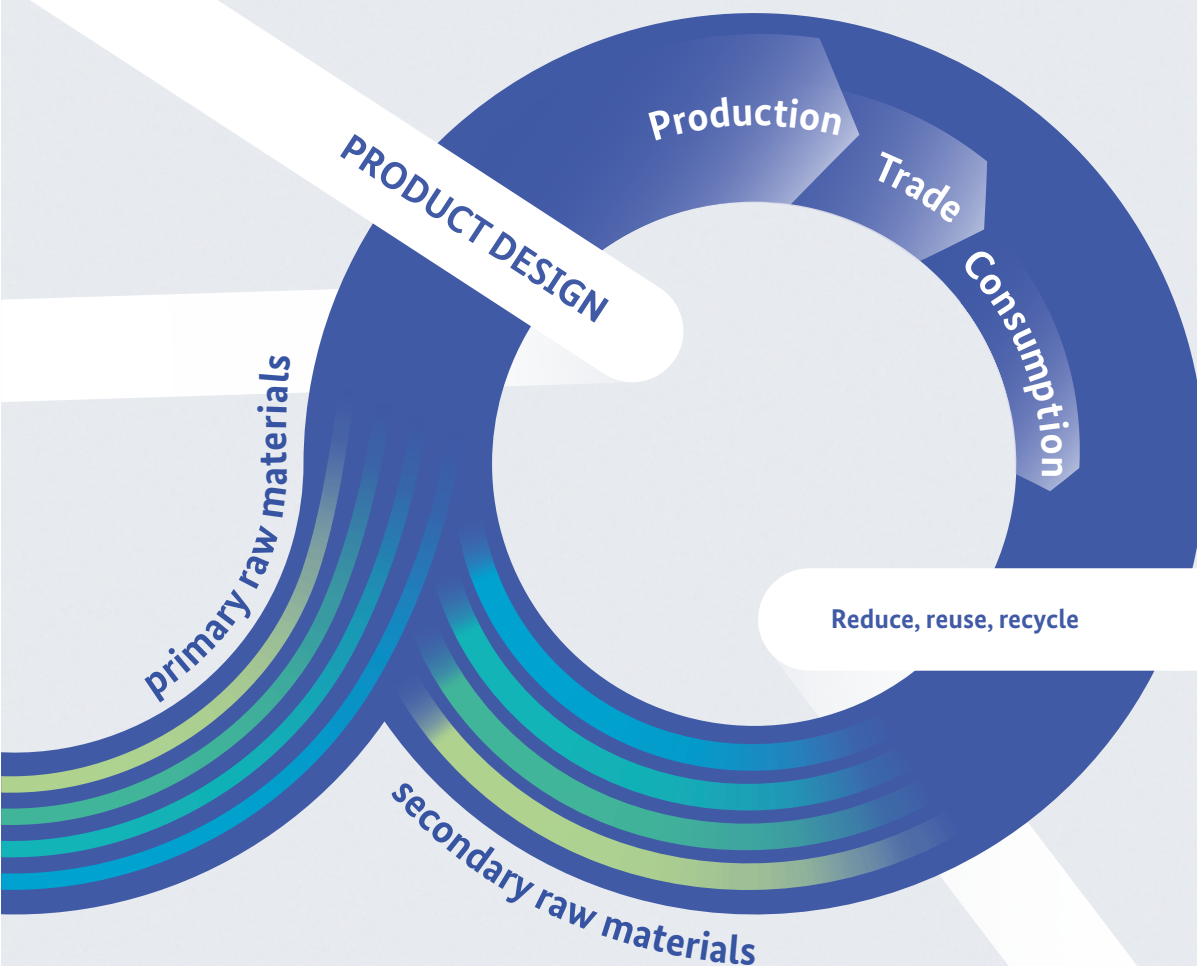 PRODUCT DESIGN
Production
Trade
Consumption
Reduce, reuse, recycle
primary raw materials
secondary raw materials